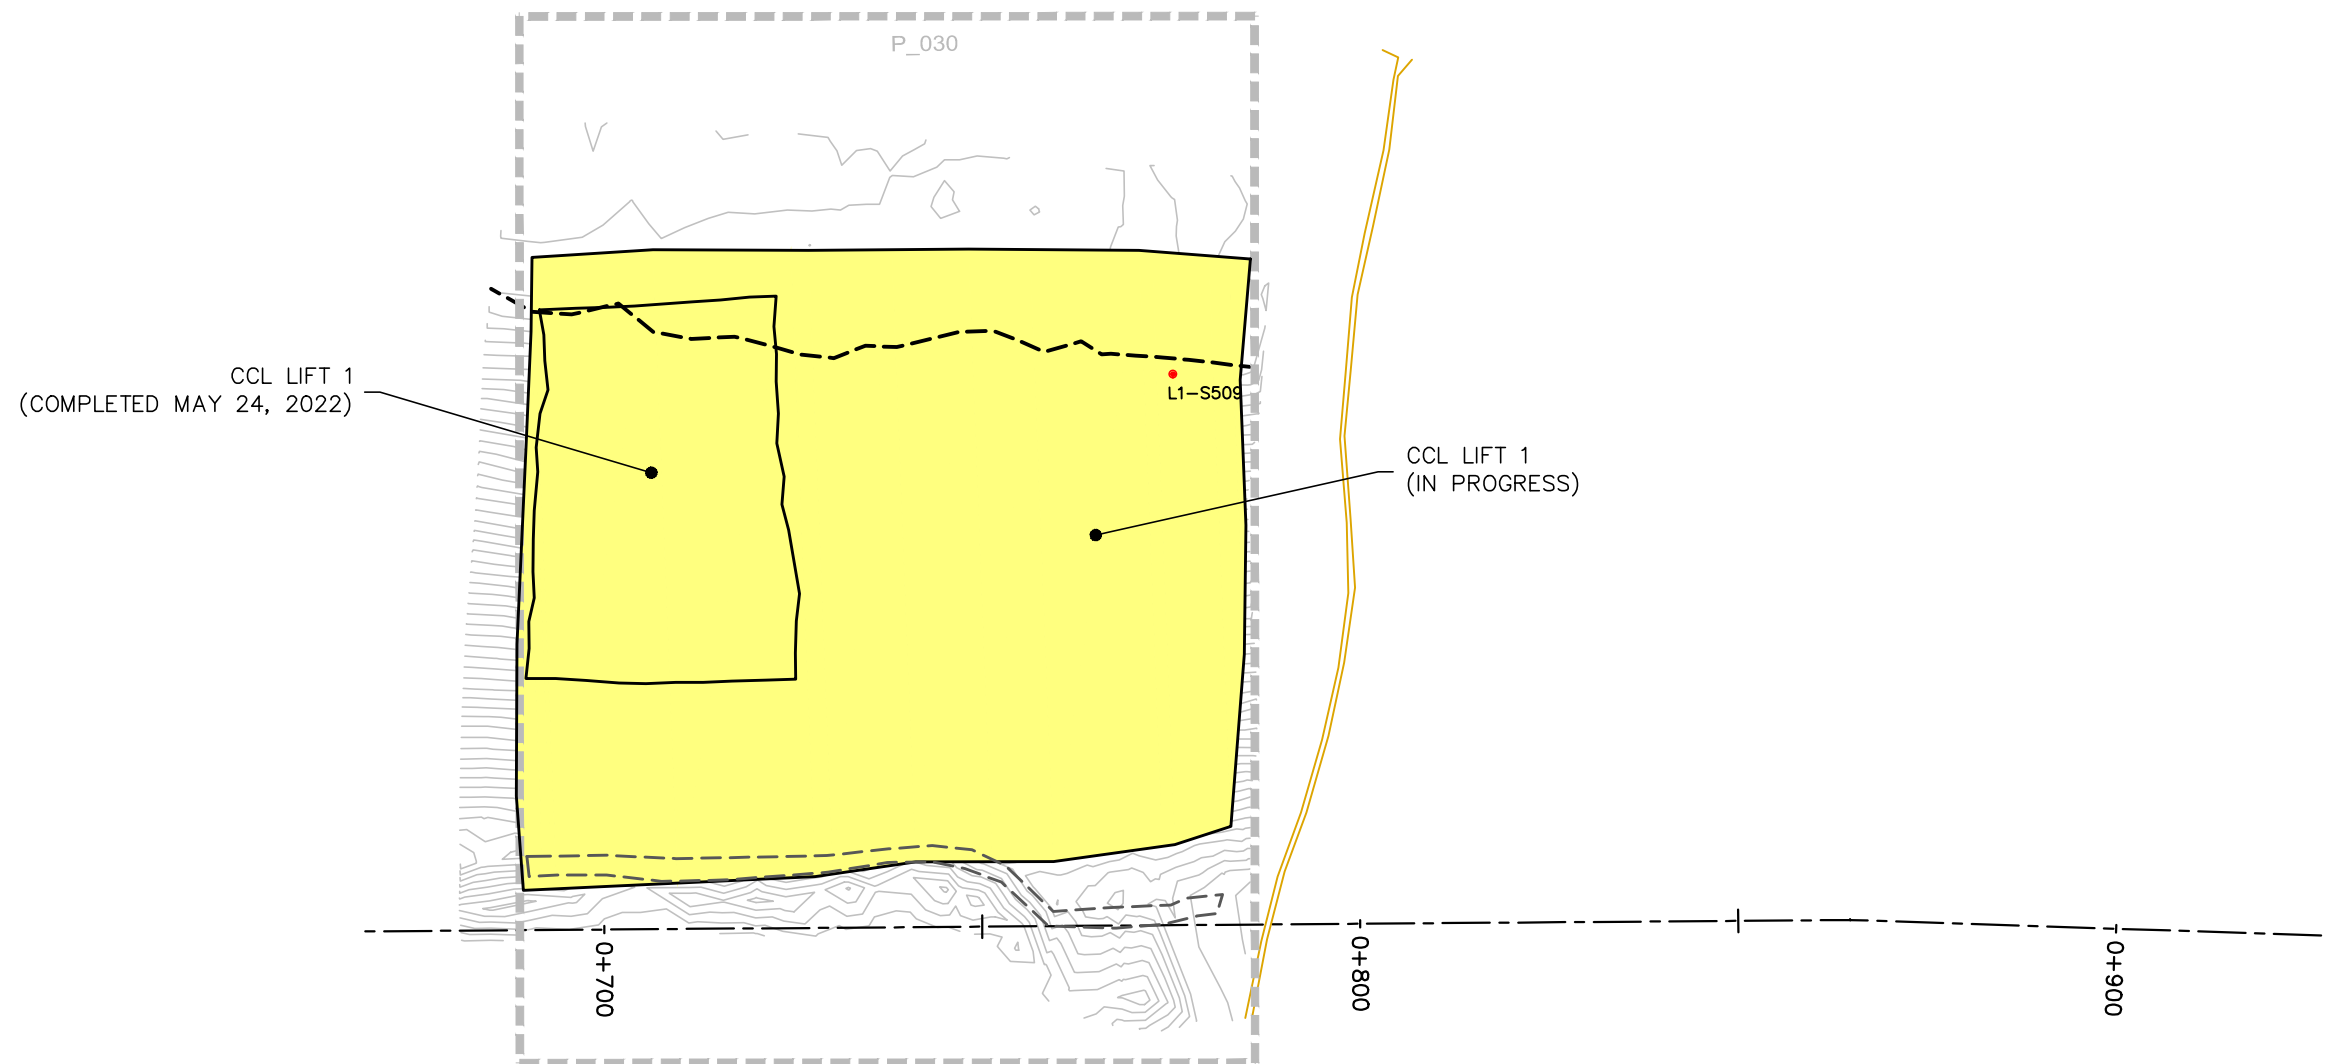 P_030
CCL LIFT 1
(COMPLETED MAY 24, 2022)
L1-S509
CCL LIFT 1
(IN PROGRESS)
0+700
0+800
0+900